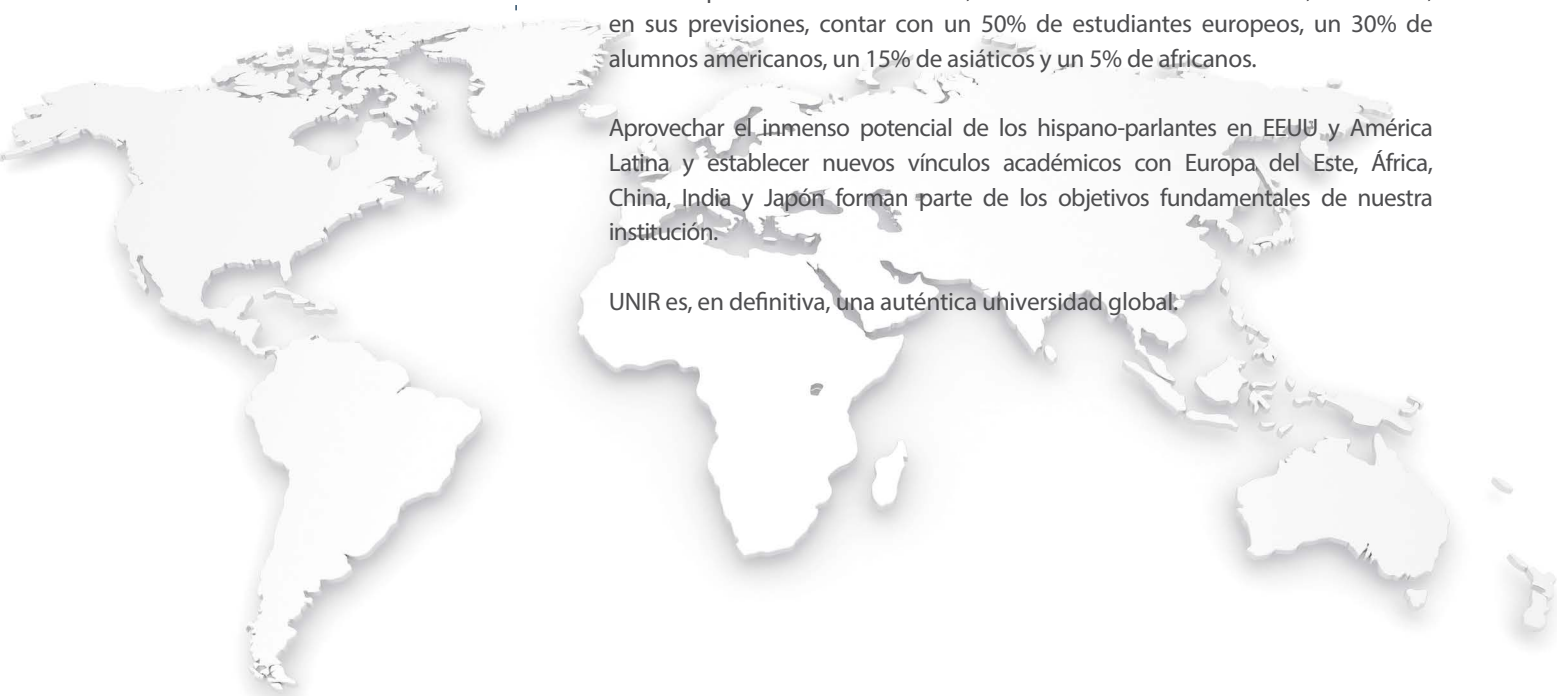 en sus previsiones, contar con un 50% de estudiantes europeos, un 30% de
alumnos americanos, un 15% de asiáticos y un 5% de africanos.
Aprovechar el inmenso potencial de los hispano-parlantes en EEUU y América
Latina y establecer nuevos vínculos académicos con Europa del Este, África,
China, India y Japón forman parte de los objetivos fundamentales de nuestra
institución.
UNIR es, en definitiva, una auténtica universidad global.